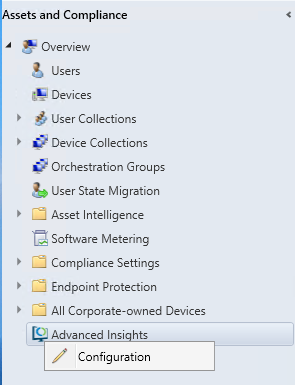 Assets and Compliance
Overview
Users
Devices
User Collections
Device Collections
Orchestration Groups
User State Migration
Asset Intelligence
Software Metering
Compliance Settings
Endpoint Protection
All Corporate-owned Devices
Advanced Insights
Configuration